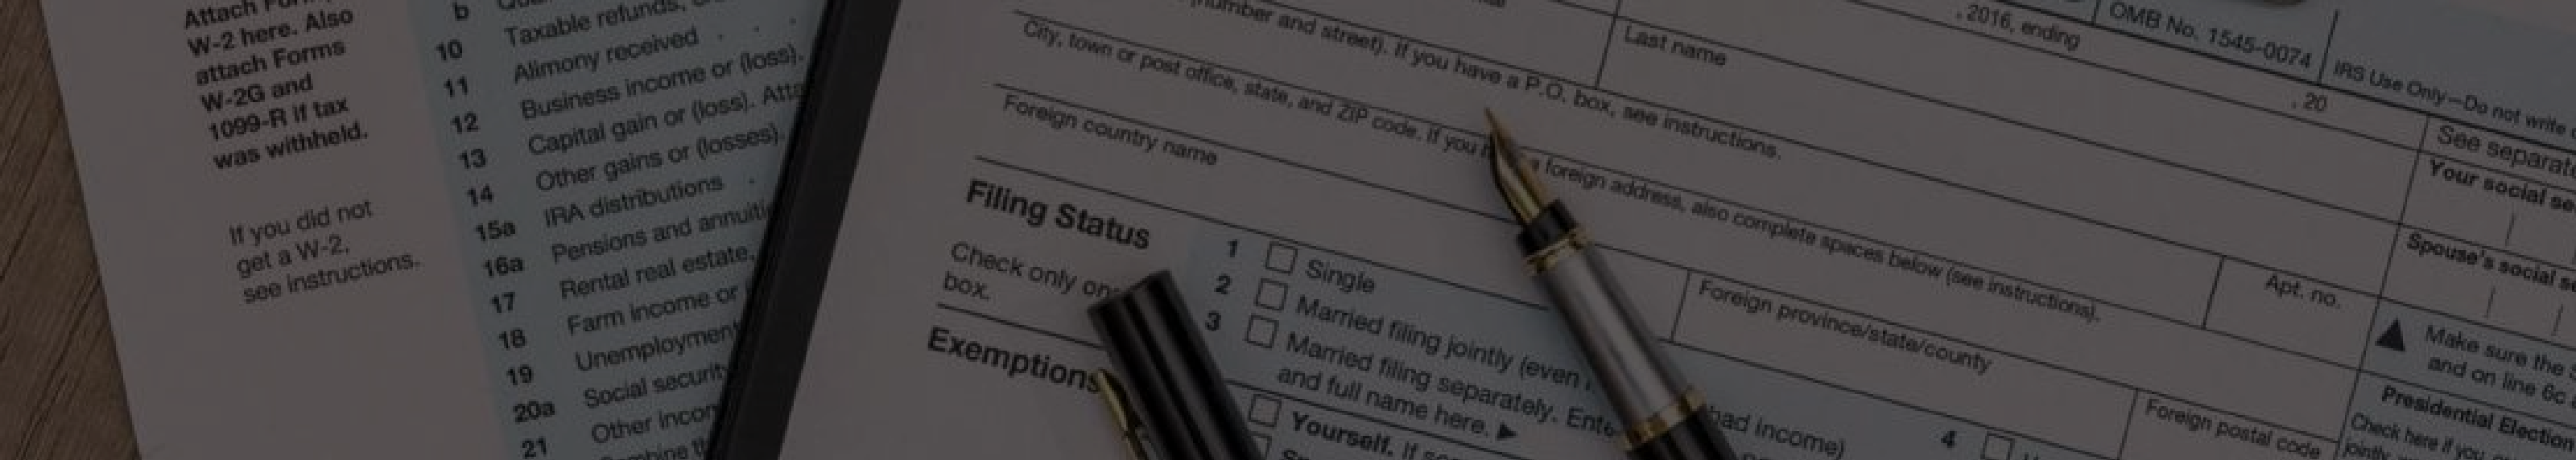 Attach
W-2 here. Also
attach Forms
W-2G and
1099-R if tax
was withheld.
If you did not
get a W-2,
see instructions.
b
10 Taxable refunds,
11 Alimony received
12 Business income or (loss).
13 Capital gain or (loss).
14 Other gains or (losses).
15a IRA distributions
16a Pensions and
17 Rental real estate,
18 Farm income or
19
20a Social security
21 Other
number and street). If you have a P.O. box, see instructions.
Last name
, 2016, ending
, 20
OMB No. 1545-0074
IRS Use Only—Do not write
City, town or post office, state, and ZIP code. If you a foreign address, also complete spaces below (see instructions).
See
Your social
Spouse's social
Apt. no.
Foreign country name
Foreign province/state/county
Foreign postal code
▲ Make sure the
and on line 6c
Presidential Election
Check here if you,
jointly,
Filing Status
Check only
box.
1 Single
2 Married filing jointly (even had income)
3 Married filing separately.
and full name here. ▶
4
Exemptions
Yourself. If